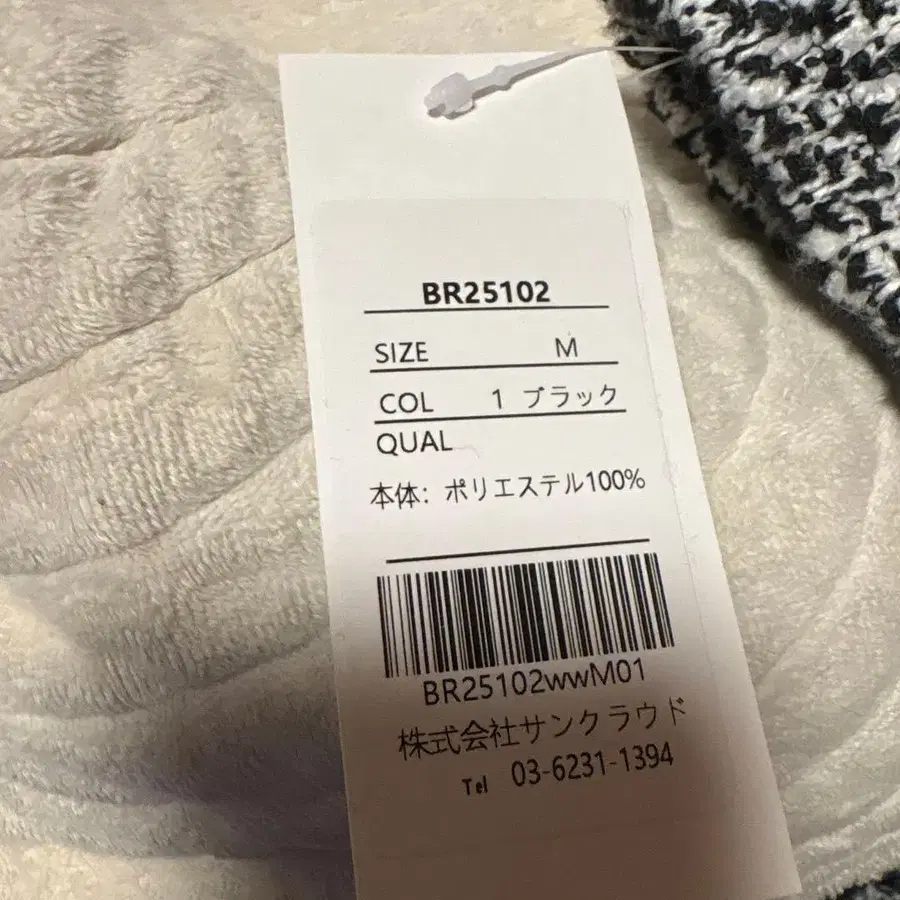 BR25102
SIZE M
COL 1 ブラック
QUAL
本体: ポリエステル100%
BR25102wwM01
株式会社サンクラウド
Tel 03-6231-1394